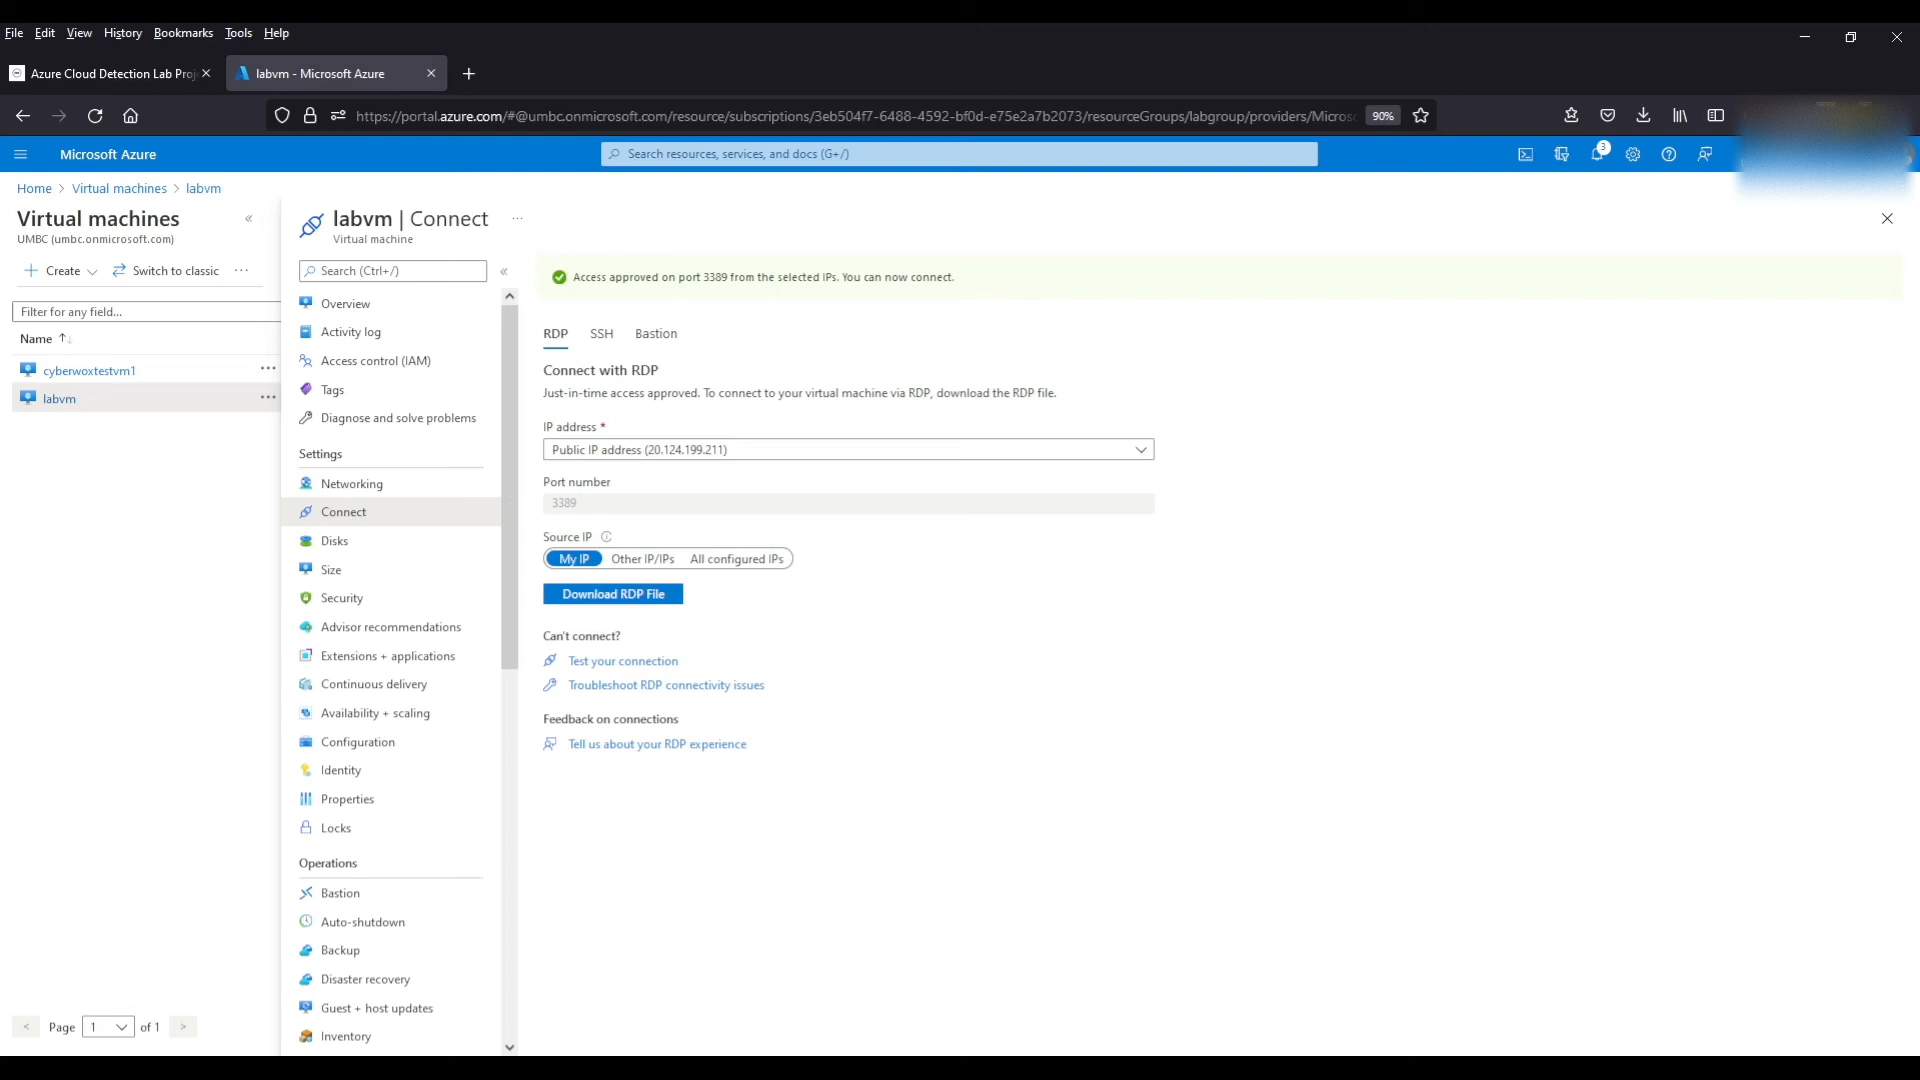 File Edit View History Bookmarks Tools Help
Azure Cloud Detection Lab Proj
labvm - Microsoft Azure
https://portal.azure.com/#@umbc.onmicrosoft.com/resource/subscriptions/3eb504f7-6488-4592-bf0d-e75e2a7b2073/resourceGroups/labgroup/providers/Micros
90%
Microsoft Azure
Search resources, services, and docs (G+/)
3
Home > Virtual machines > labvm
Virtual machines
UMBC (umbc.onmicrosoft.com)
Create
Switch to classic
Filter for any field...
Name
cyberwoxtestvm1
labvm
Page 1 of 1
labvm | Connect
Virtual machine
Search (Ctrl+/)
Overview
Activity log
Access control (IAM)
Tags
Diagnose and solve problems
Settings
Networking
Connect
Disks
Size
Security
Advisor recommendations
Extensions + applications
Continuous delivery
Availability + scaling
Configuration
Identity
Properties
Locks
Operations
Bastion
Auto-shutdown
Backup
Disaster recovery
Guest + host updates
Inventory
Access approved on port 3389 from the selected IPs. You can now connect.
RDP SSH Bastion
Connect with RDP
Just-in-time access approved. To connect to your virtual machine via RDP, download the RDP file.
IP address *
Public IP address (20.124.199.211)
Port number
3389
Source IP
My IP Other IP/IPs All configured IPs
Download RDP File
Can't connect?
Test your connection
Troubleshoot RDP connectivity issues
Feedback on connections
Tell us about your RDP experience